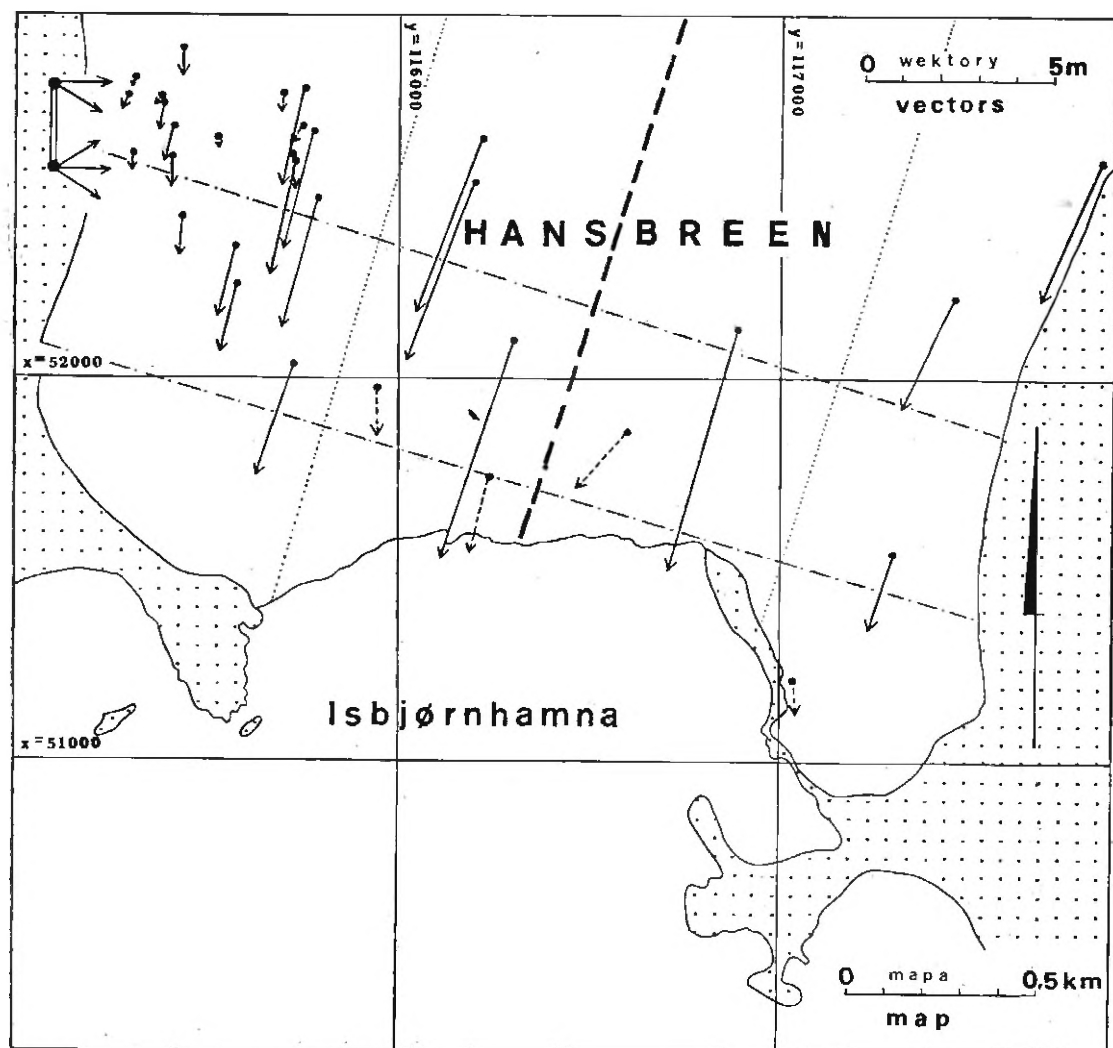 y=116000
y=117000
0 wektory 5m
vectors
HANSBREEN
x=52000
Isbjørnhamna
x=51000
0 mapa 0,5km
map